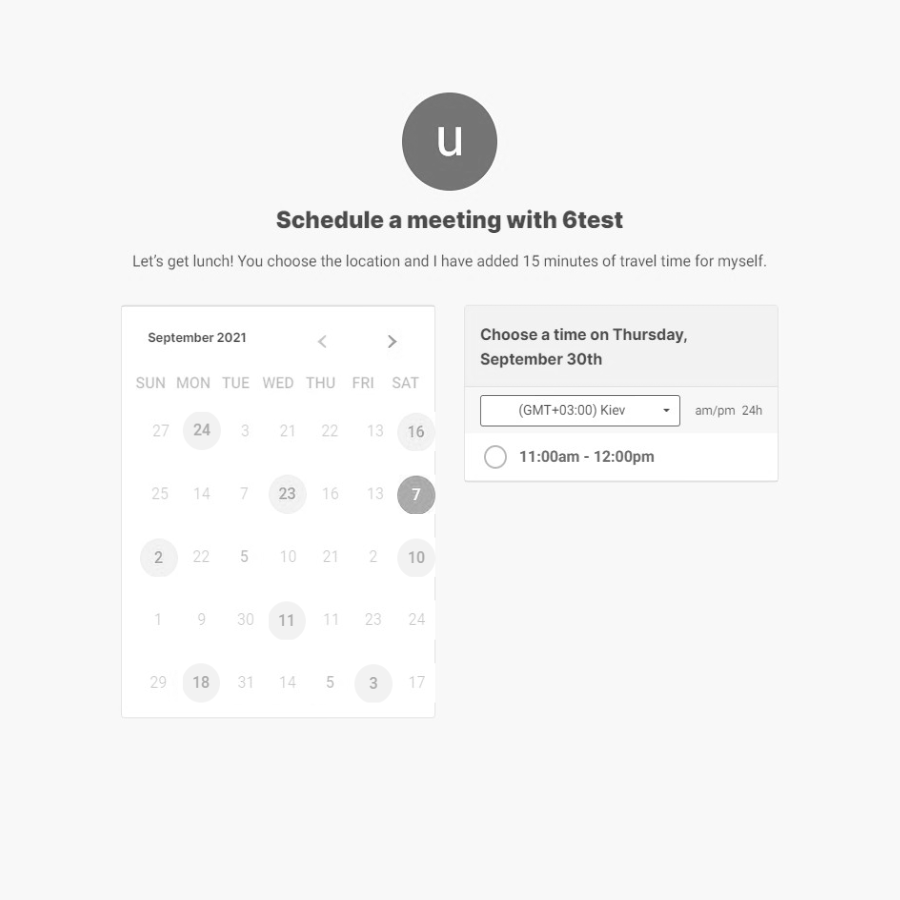 u
Schedule a meeting with 6test
Let's get lunch! You choose the location and I have added 15 minutes of travel time for myself.
September 2021
SUN MON TUE WED THU FRI SAT
27 24 3 21 22 13 16
25 14 7 23 16 13 7
2 22 5 10 21 2 10
1 9 30 11 11 23 24
29 18 31 14 5 3 17
Choose a time on Thursday,
September 30th
(GMT+03:00) Kiev am/pm 24h
11:00am - 12:00pm